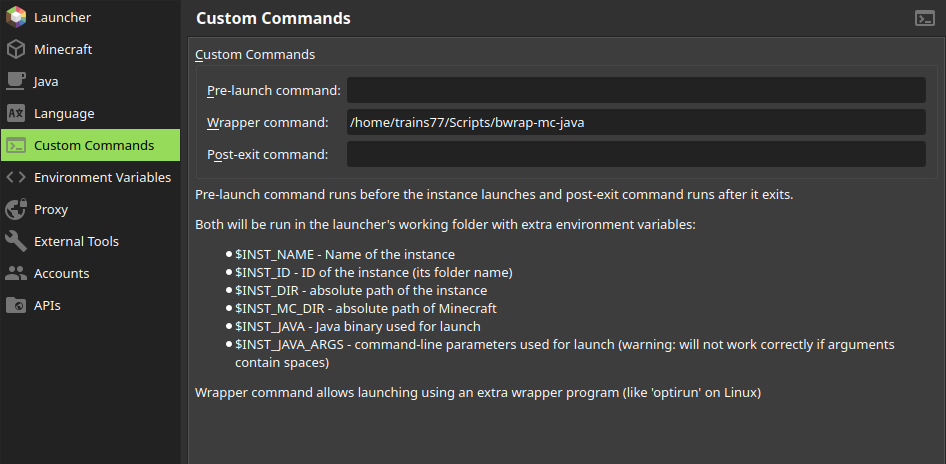 Launcher
Minecraft
Java
Language
Custom Commands
Environment Variables
Proxy
External Tools
Accounts
APIs
Custom Commands
Custom Commands
Pre-launch command:
Wrapper command: /home/trains77/Scripts/bwrap-mc-java
Post-exit command:
Pre-launch command runs before the instance launches and post-exit command runs after it exits.
Both will be run in the launcher's working folder with extra environment variables:
• $INST_NAME - Name of the instance
• $INST_ID - ID of the instance (its folder name)
• $INST_DIR - absolute path of the instance
• $INST_MC_DIR - absolute path of Minecraft
• $INST_JAVA - Java binary used for launch
• $INST_JAVA_ARGS - command-line parameters used for launch (warning: will not work correctly if arguments
contain spaces)
Wrapper command allows launching using an extra wrapper program (like 'optirun' on Linux)